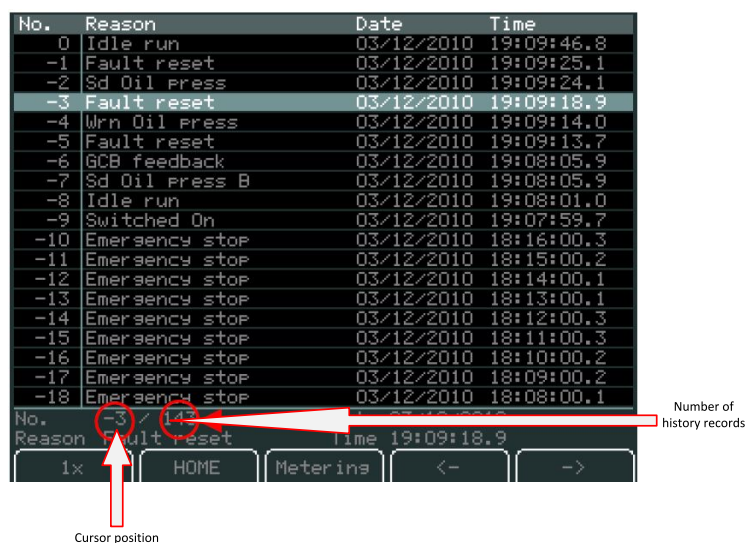 No. Reason Date Time
0 Idle run 03/12/2010 19:09:46.8
-1 Fault reset 03/12/2010 19:09:25.1
-2 Sd Oil press 03/12/2010 19:09:24.1
-3 Fault reset 03/12/2010 19:09:18.9
-4 Wrn Oil press 03/12/2010 19:09:14.0
-5 Fault reset 03/12/2010 19:09:13.7
-6 GCB feedback 03/12/2010 19:08:05.9
-7 Sd Oil press B 03/12/2010 19:08:05.9
-8 Idle run 03/12/2010 19:08:01.0
-9 Switched On 03/12/2010 19:07:59.7
-10 Emergency stop 03/12/2010 18:16:00.3
-11 Emergency stop 03/12/2010 18:15:00.2
-12 Emergency stop 03/12/2010 18:14:00.1
-13 Emergency stop 03/12/2010 18:13:00.1
-14 Emergency stop 03/12/2010 18:12:00.3
-15 Emergency stop 03/12/2010 18:11:00.3
-16 Emergency stop 03/12/2010 18:10:00.2
-17 Emergency stop 03/12/2010 18:09:00.2
-18 Emergency stop 03/12/2010 18:08:00.1
No. -3 / 143
Reason Fault reset Time 19:09:18.9
1x HOME Metering <- ->
Number of
history records
Cursor position